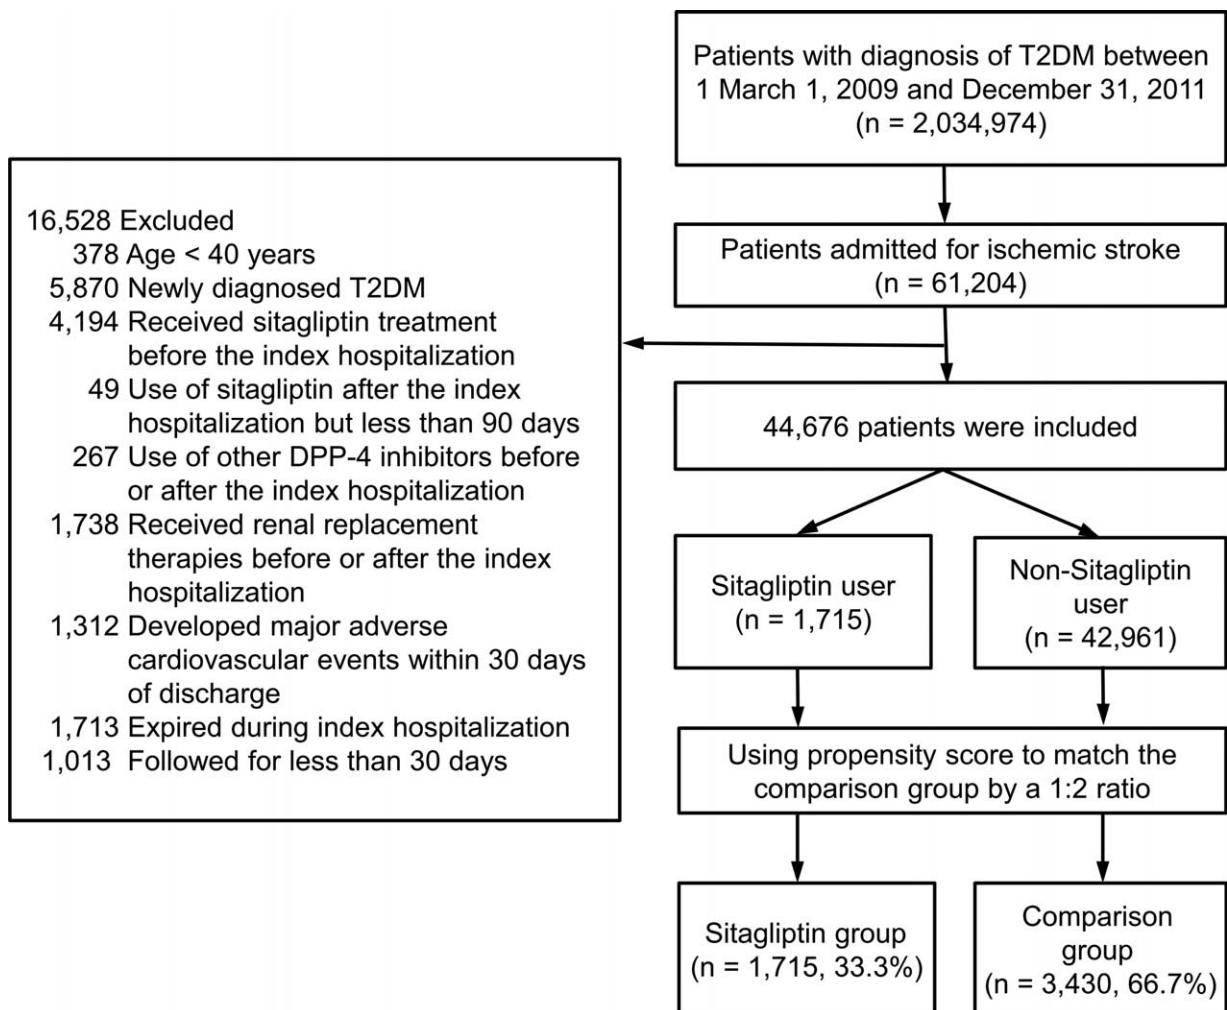 Patients with diagnosis of T2DM between
1 March 1, 2009 and December 31, 2011
(n = 2,034,974)
Patients admitted for ischemic stroke
(n = 61,204)
16,528 Excluded
378 Age < 40 years
5,870 Newly diagnosed T2DM
4,194 Received sitagliptin treatment
before the index hospitalization
49 Use of sitagliptin after the index
hospitalization but less than 90 days
267 Use of other DPP-4 inhibitors before
or after the index hospitalization
1,738 Received renal replacement
therapies before or after the index
hospitalization
1,312 Developed major adverse
cardiovascular events within 30 days
of discharge
1,713 Expired during index hospitalization
1,013 Followed for less than 30 days
44,676 patients were included
Sitagliptin user
(n = 1,715)
Non-Sitagliptin
user
(n = 42,961)
Using propensity score to match the
comparison group by a 1:2 ratio
Sitagliptin group
(n = 1,715, 33.3%)
Comparison
group
(n = 3,430, 66.7%)